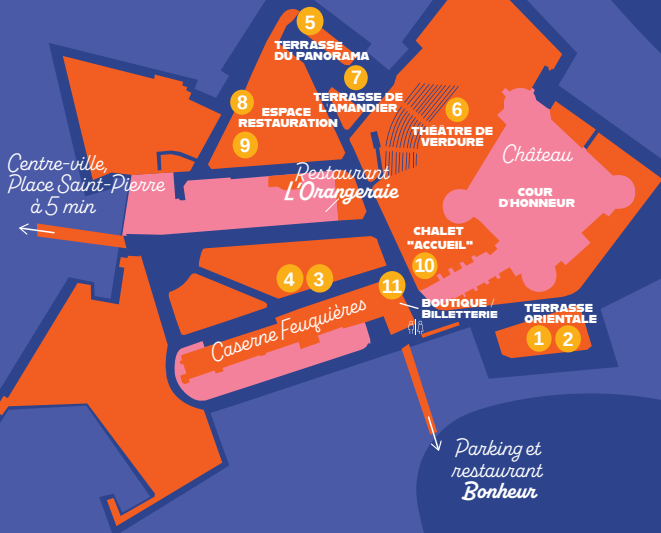 5
TERRASSE
DU PANORAMA
7
TERRASSE DE
L'AMANDIER
8
ESPACE
RESTAURATION
9
6
THÉÂTRE DE
VERDURE
Château
COUR
D'HONNEUR
Centre-ville,
Place Saint-Pierre
à 5 min
Restaurant
L'Orangeraie
CHALET
"ACCUEIL"
10
4 3
11
BOUTIQUE /
BILLETTERIE
TERRASSE
ORIENTALE
1 2
Caserne Feuquières
Parking et
restaurant
Bonheur